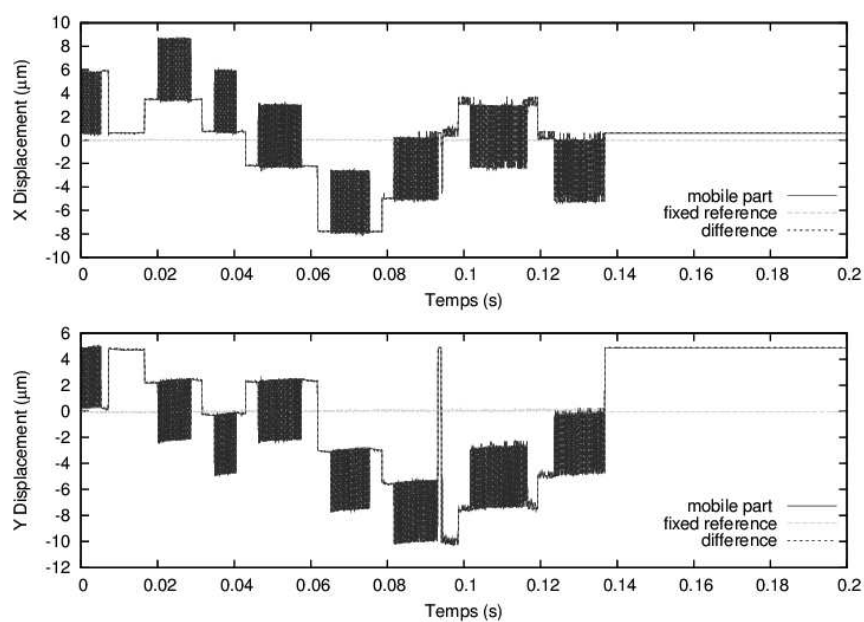 10
8
6
4
2
0
-2
-4
-6
-8
-10
X Displacement (μm)
mobile part
fixed reference
difference
0 0.02 0.04 0.06 0.08 0.1 0.12 0.14 0.16 0.18 0.2
Temps (s)
6
4
2
0
-2
-4
-6
-8
-10
-12
Y Displacement (μm)
mobile part
fixed reference
difference
0 0.02 0.04 0.06 0.08 0.1 0.12 0.14 0.16 0.18 0.2
Temps (s)